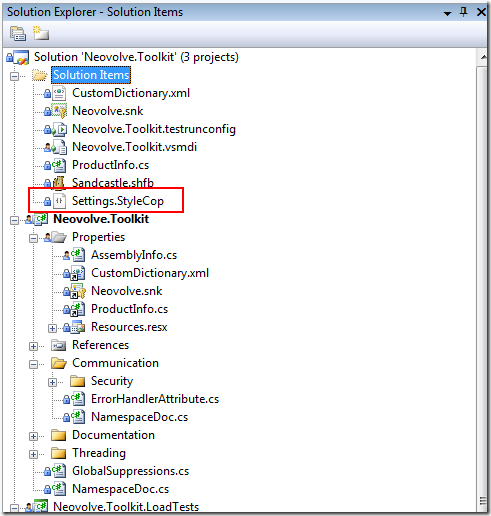 Solution Explorer - Solution Items
Solution 'Neovolve.Toolkit' (3 projects)
Solution Items
CustomDictionary.xml
Neovolve.snk
Neovolve.Toolkit.testrunconfig
Neovolve.Toolkit.vsmdi
ProductInfo.cs
Sandcastle.shfb
Settings.StyleCop
Neovolve.Toolkit
Properties
AssemblyInfo.cs
CustomDictionary.xml
Neovolve.snk
ProductInfo.cs
Resources.resx
References
Communication
Security
ErrorHandlerAttribute.cs
NamespaceDoc.cs
Documentation
Threading
GlobalSuppressions.cs
NamespaceDoc.cs
Neovolve.Toolkit.LoadTests